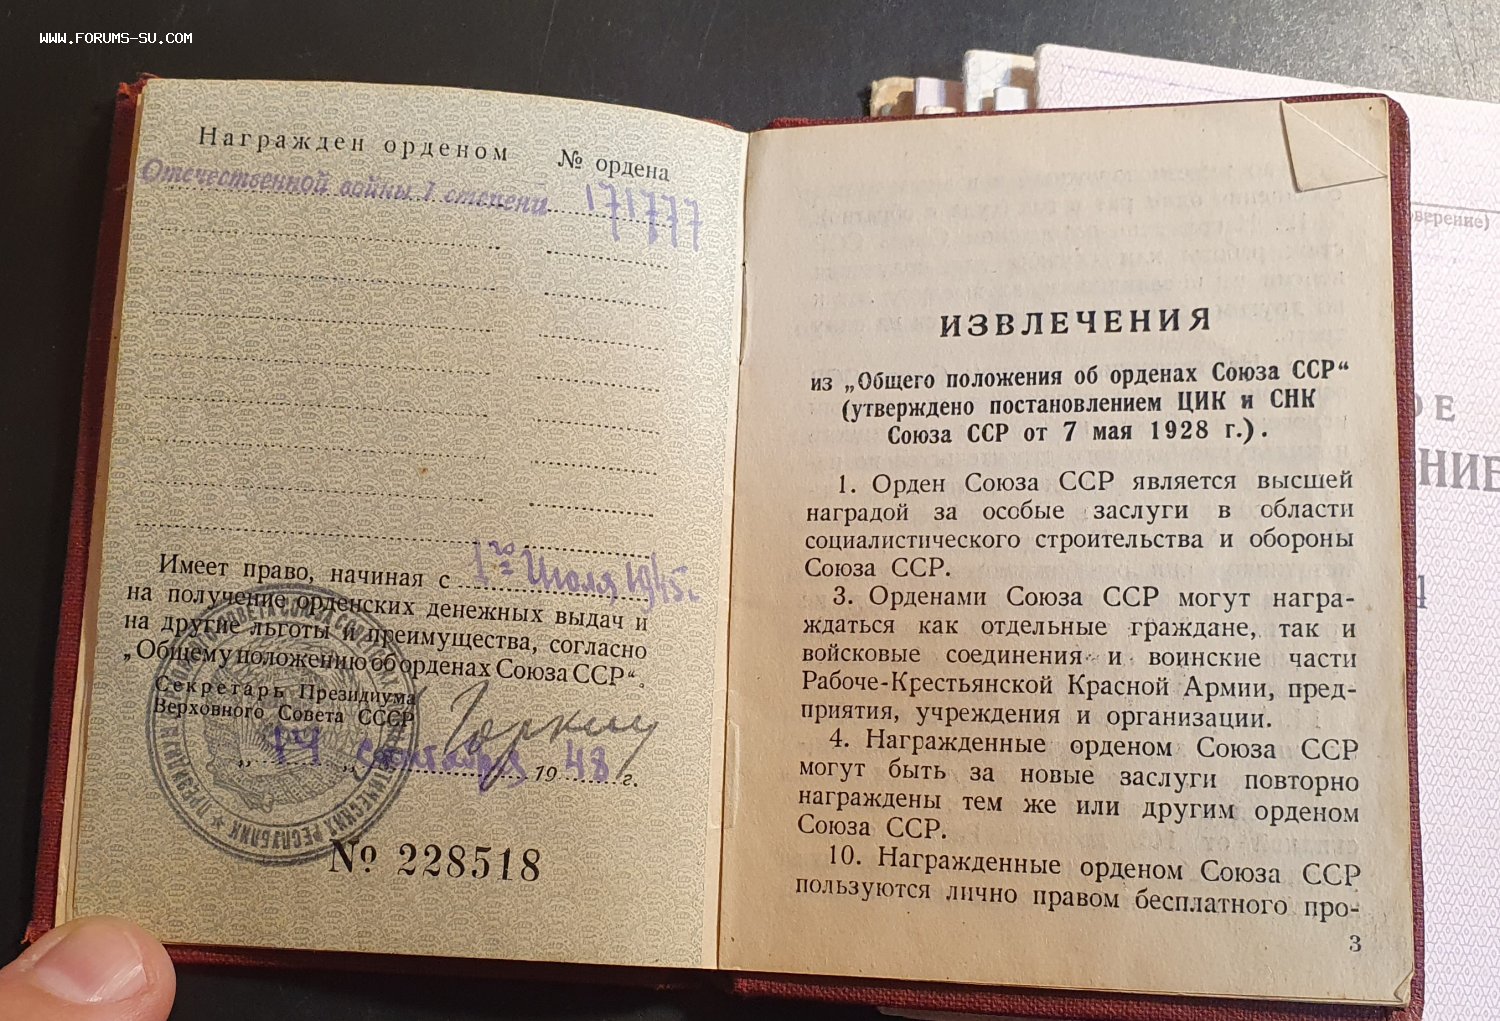 WWW.FORUMS-SU.COM
Награжден орденом № ордена
Отечественной войны I степени 171777
Имеет право, начиная с 1го Июля 1945 г.
на получение орденских денежных выдач и
на другие льготы и преимущества, согласно
„Общему положению об орденах Союза ССР“.
Секретарь Президиума
Верховного Совета СССР
„ 14 “ сентября 1948 г.
№ 228518
ИЗВЛЕЧЕНИЯ
из „Общего положения об орденах Союза ССР“
(утверждено постановлением ЦИК и СНК
Союза ССР от 7 мая 1928 г.).
1. Орден Союза ССР является высшей
наградой за особые заслуги в области
социалистического строительства и обороны
Союза ССР.
3. Орденами Союза ССР могут награ-
ждаться как отдельные граждане, так и
войсковые соединения и воинские части
Рабоче-Крестьянской Красной Армии, пред-
приятия, учреждения и организации.
4. Награжденные орденом Союза ССР
могут быть за новые заслуги повторно
награждены тем же или другим орденом
Союза ССР.
10. Награжденные орденом Союза ССР
пользуются лично правом бесплатного про-
3
верение)
ОЕ
НИЕ